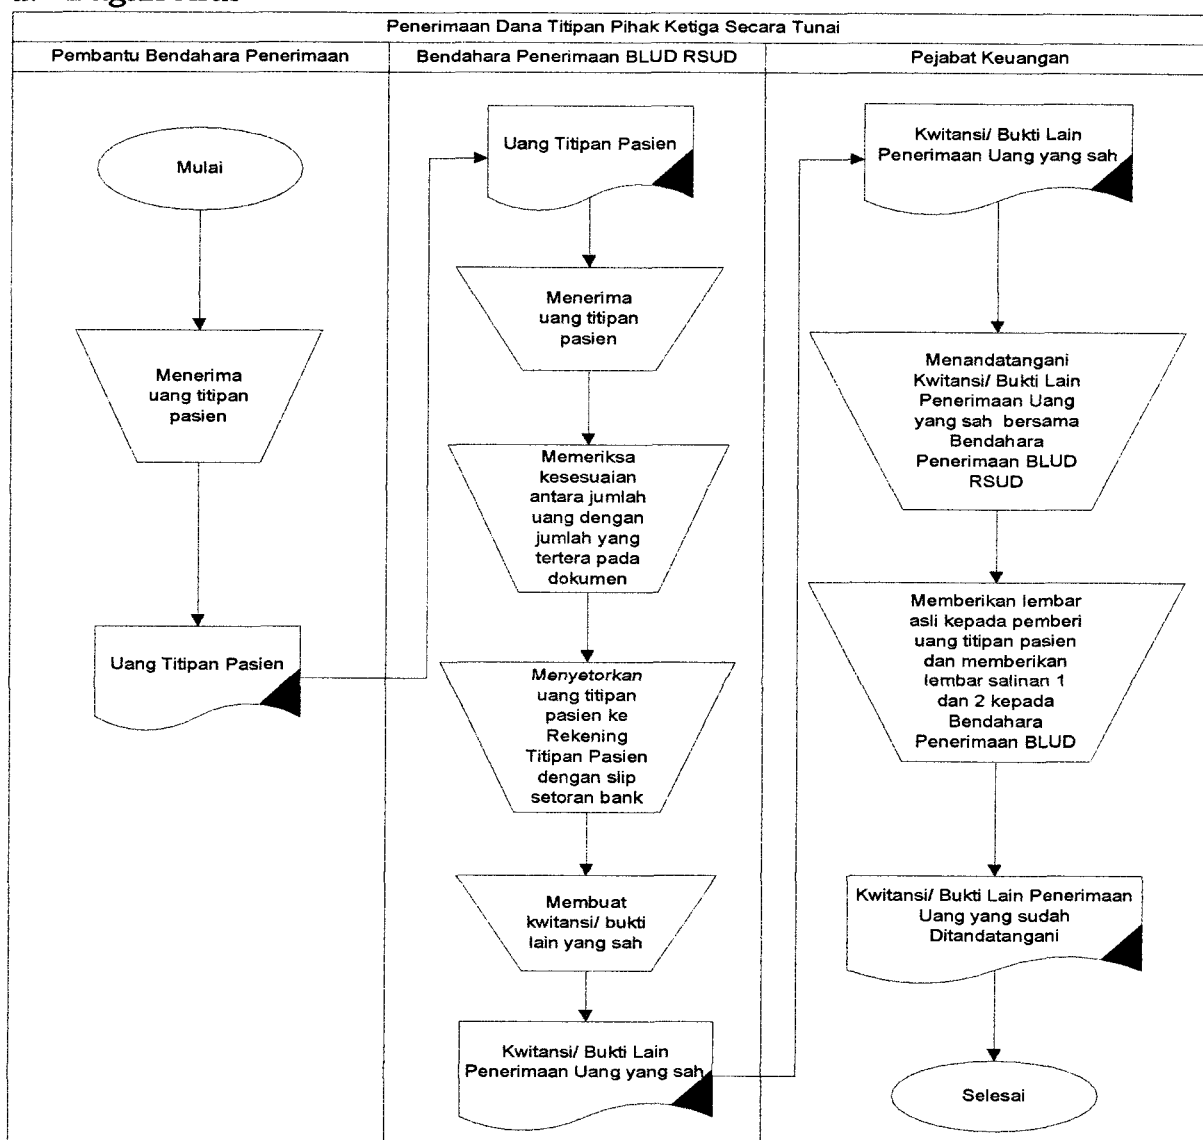 Penerimaan Dana Titipan Pihak Ketiga Secara Tunai
Pembantu Bendahara Penerimaan
Bendahara Penerimaan BLUD RSUD
Pejabat Keuangan
Mulai
Menerima
uang titipan
pasien
Uang Titipan Pasien
Uang Titipan Pasien
Menerima
uang titipan
pasien
Memeriksa
kesesuaian
antara jumlah
uang dengan
jumlah yang
tertera pada
dokumen
Menyetorkan
uang titipan
pasien ke
Rekening
Titipan Pasien
dengan slip
setoran bank
Membuat
kwitansi/ bukti
lain yang sah
Kwitansi/ Bukti Lain
Penerimaan Uang yang sah
Kwitansi/ Bukti Lain
Penerimaan Uang yang sah
Menandatangani
Kwitansi/ Bukti Lain
Penerimaan Uang
yang sah bersama
Bendahara
Penerimaan BLUD
RSUD
Memberikan lembar
asli kepada pemberi
uang titipan pasien
dan memberikan
lembar salinan 1
dan 2 kepada
Bendahara
Penerimaan BLUD
Kwitansi/ Bukti Lain Penerimaan
Uang yang sudah
Ditandatangani
Selesai